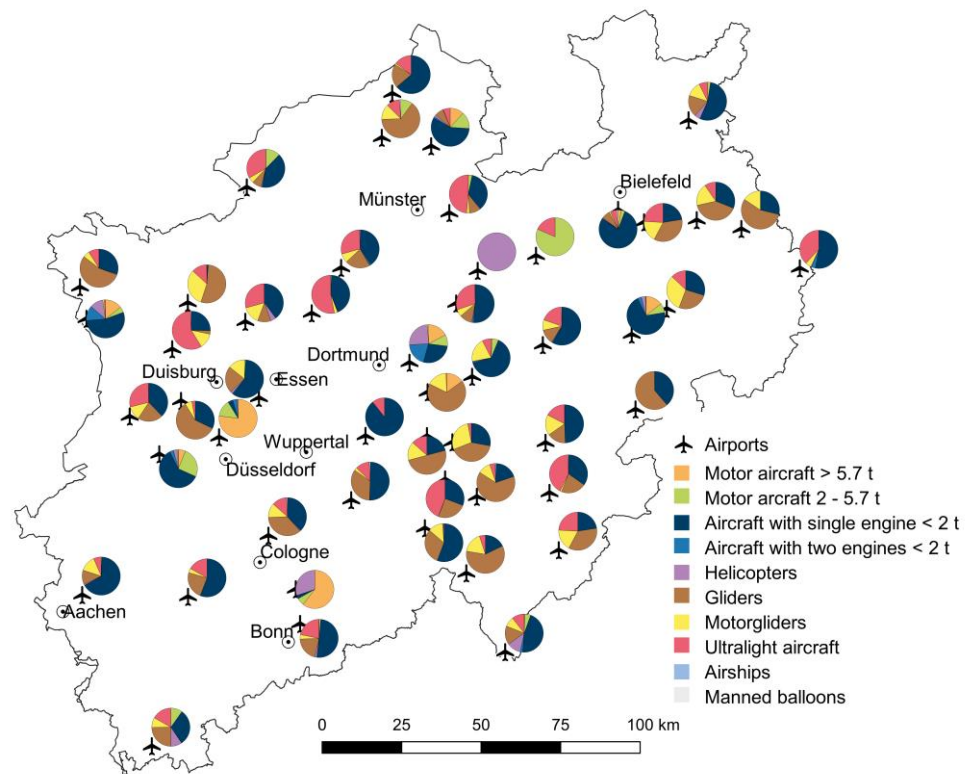 Münster
Bielefeld
Dortmund
Duisburg
Essen
Wuppertal
Düsseldorf
Cologne
Aachen
Bonn
Airports
Motor aircraft > 5.7 t
Motor arcraft 2 - 5.7 t
Aircraft with single engine < 2 t
Aircraft with two engines < 2 t
Helicopters
Gliders
Motorgliders
Ultralight aircraft
Airships
Manned balloons
0 25 50 75 100 km